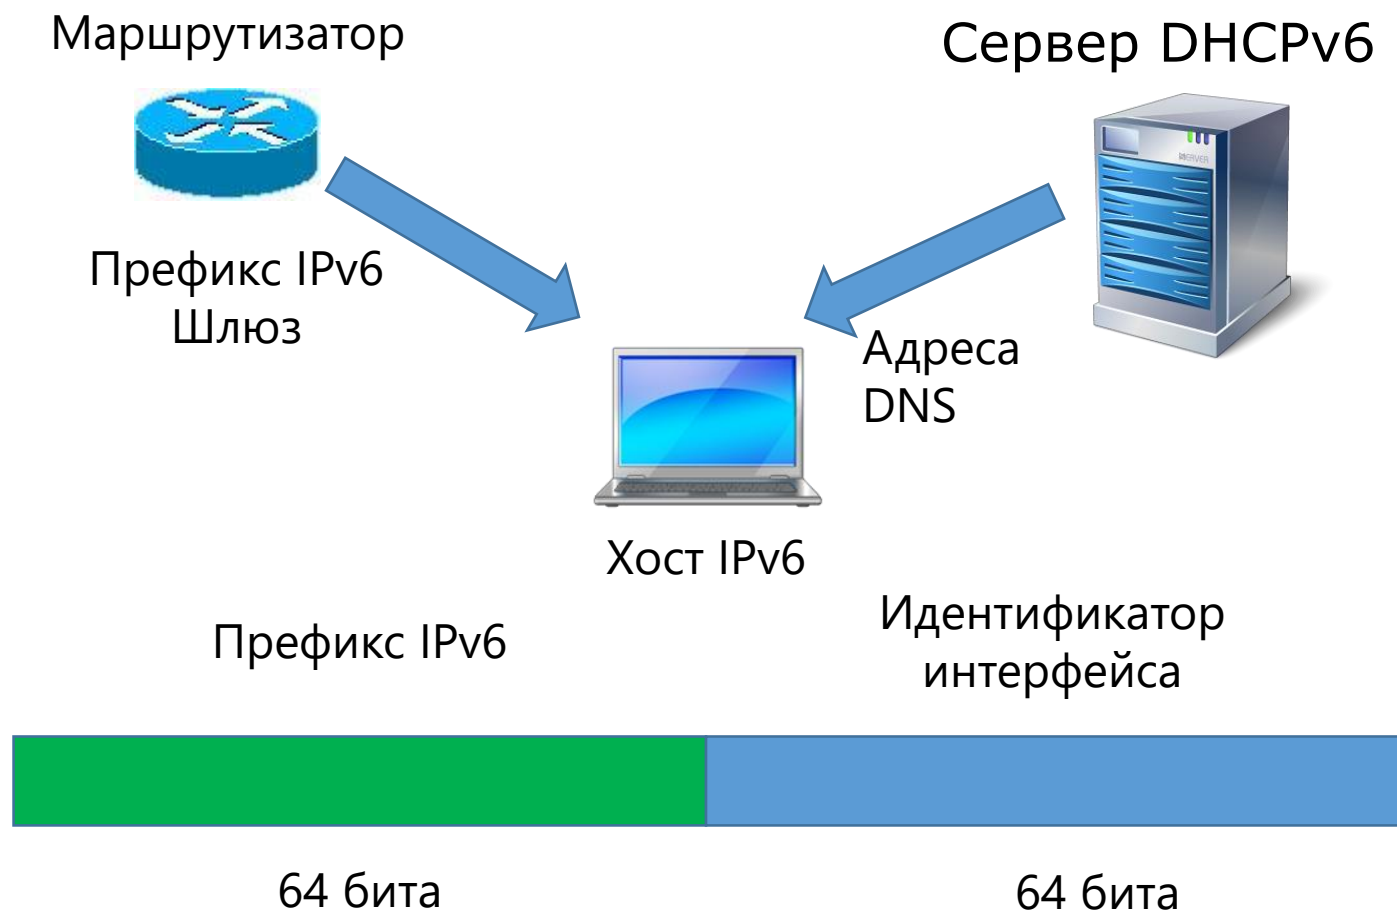 Маршрутизатор
Сервер DHCPv6
Префикс IPv6
Шлюз
Адреса
DNS
Хост IPv6
Префикс IPv6
Идентификатор
интерфейса
64 бита
64 бита